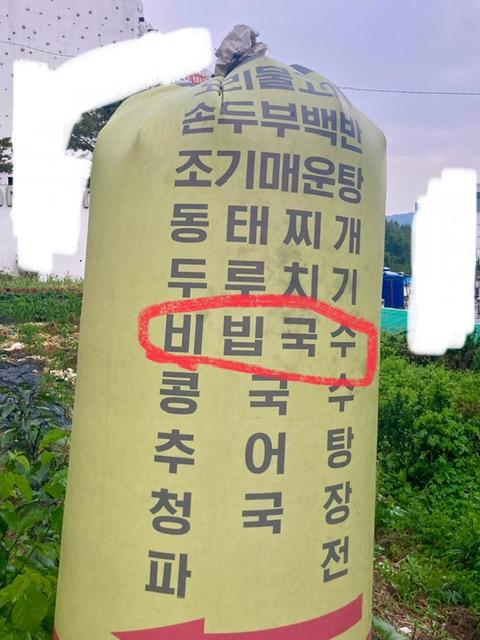 손두부백반
조기매운탕
동태찌개
두루치기
비빕국수
콩국수
추어탕
청국장
파전